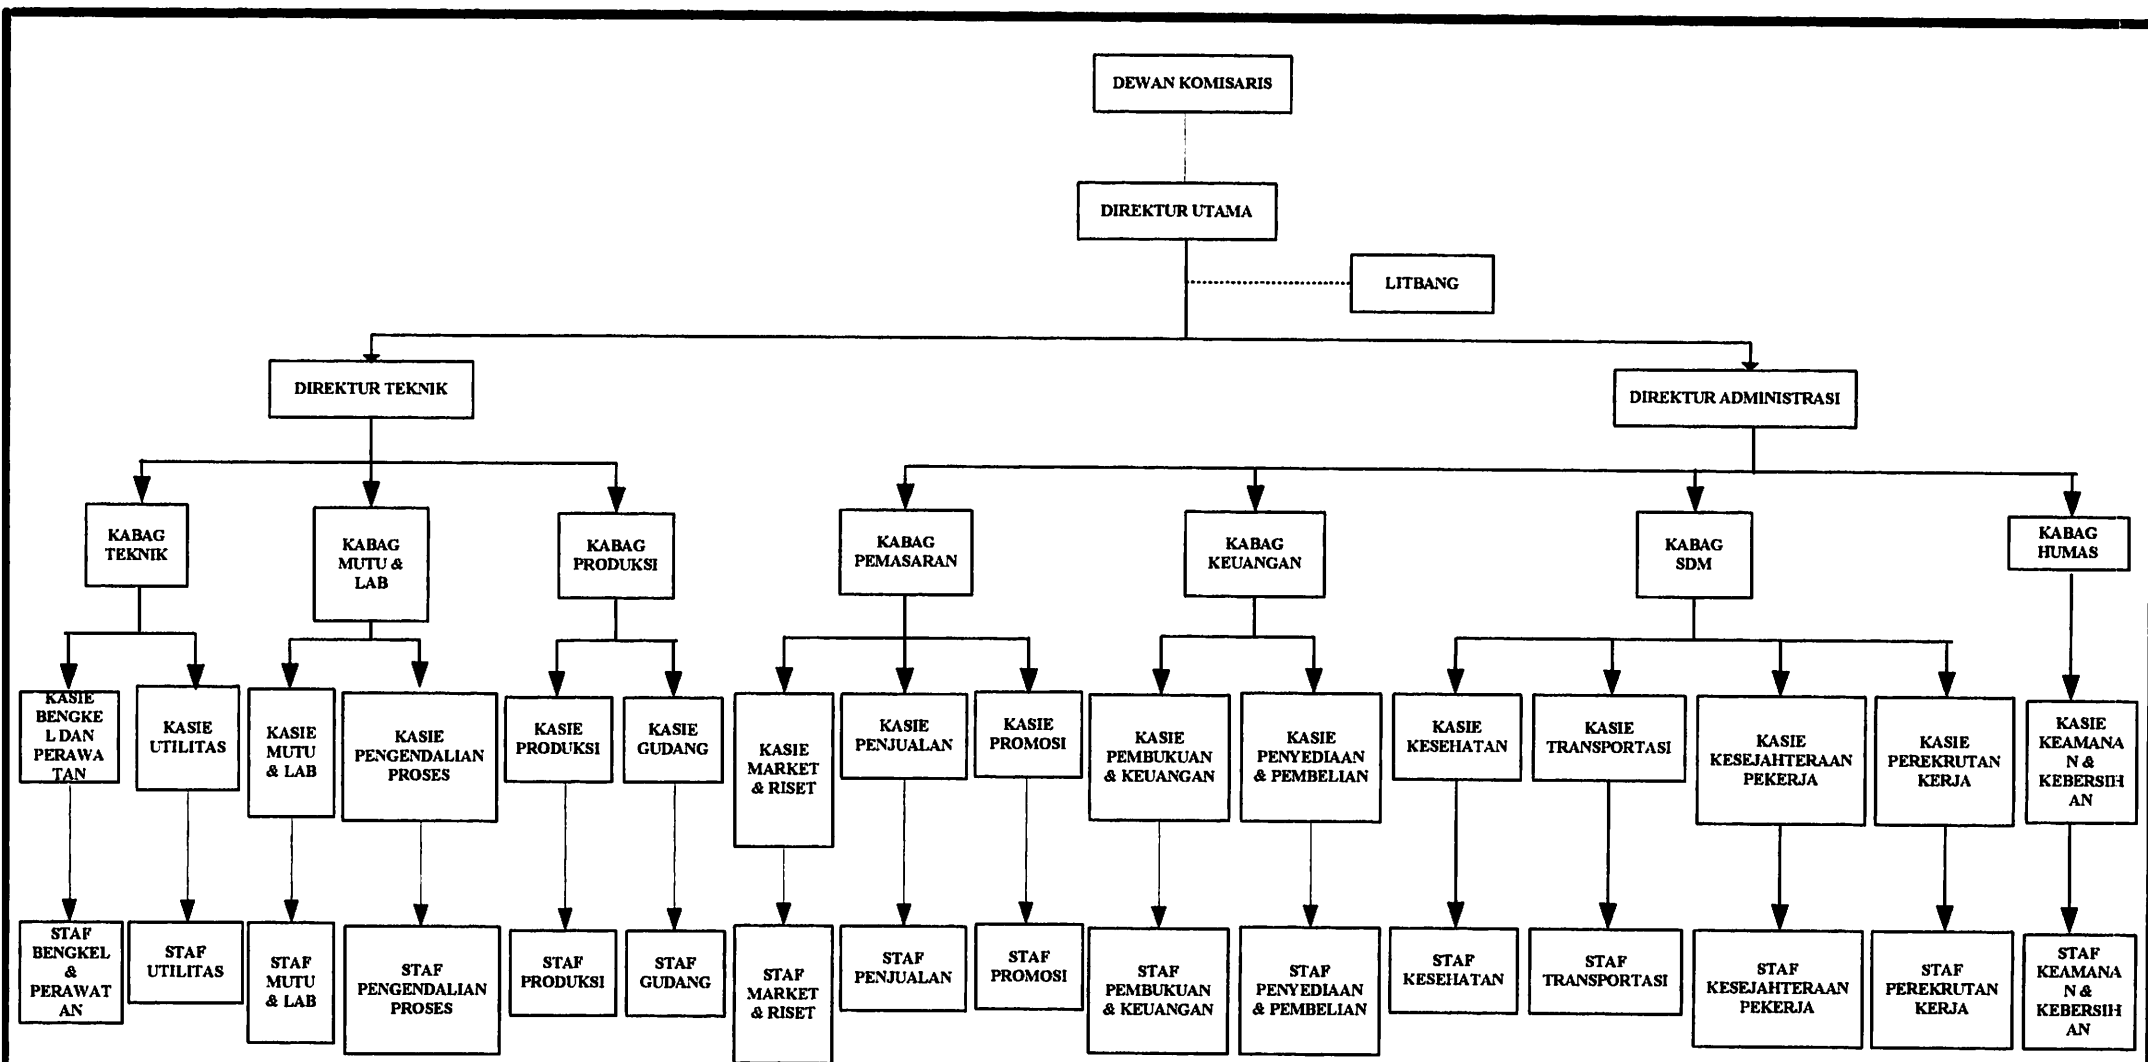 DEWAN KOMISARIS
DIREKTUR UTAMA
LITBANG
DIREKTUR TEKNIK
DIREKTUR ADMINISTRASI
KABAG
TEKNIK
KABAG
MUTU &
LAB
KABAG
PRODUKSI
KABAG
PEMASARAN
KABAG
KEUANGAN
KABAG
SDM
KABAG
HUMAS
KASIE
BENGKE
L DAN
PERAWA
TAN
KASIE
UTILITAS
KASIE
MUTU
& LAB
KASIE
PENGENDALIAN
PROSES
KASIE
PRODUKSI
KASIE
GUDANG
KASIE
MARKET
& RISET
KASIE
PENJUALAN
KASIE
PROMOSI
KASIE
PEMBUKUAN
& KEUANGAN
KASIE
PENYEDIAAN
& PEMBELIAN
KASIE
KESEHATAN
KASIE
TRANSPORTASI
KASIE
KESEJAHTERAAN
PEKERJA
KASIE
PEREKRUTAN
KERJA
KASIE
KEAMANA
N &
KEBERSIH
AN
STAF
BENGKEL
&
PERAWAT
AN
STAF
UTILITAS
STAF
MUTU
& LAB
STAF
PENGENDALIAN
PROSES
STAF
PRODUKSI
STAF
GUDANG
STAF
MARKET
& RISET
STAF
PENJUALAN
STAF
PROMOSI
STAF
PEMBUKUAN
& KEUANGAN
STAF
PENYEDIAAN
& PEMBELIAN
STAF
KESEHATAN
STAF
TRANSPORTASI
STAF
KESEJAHTERAAN
PEKERJA
STAF
PEREKRUTAN
KERJA
STAF
KEAMANA
N &
KEBERSIH
AN